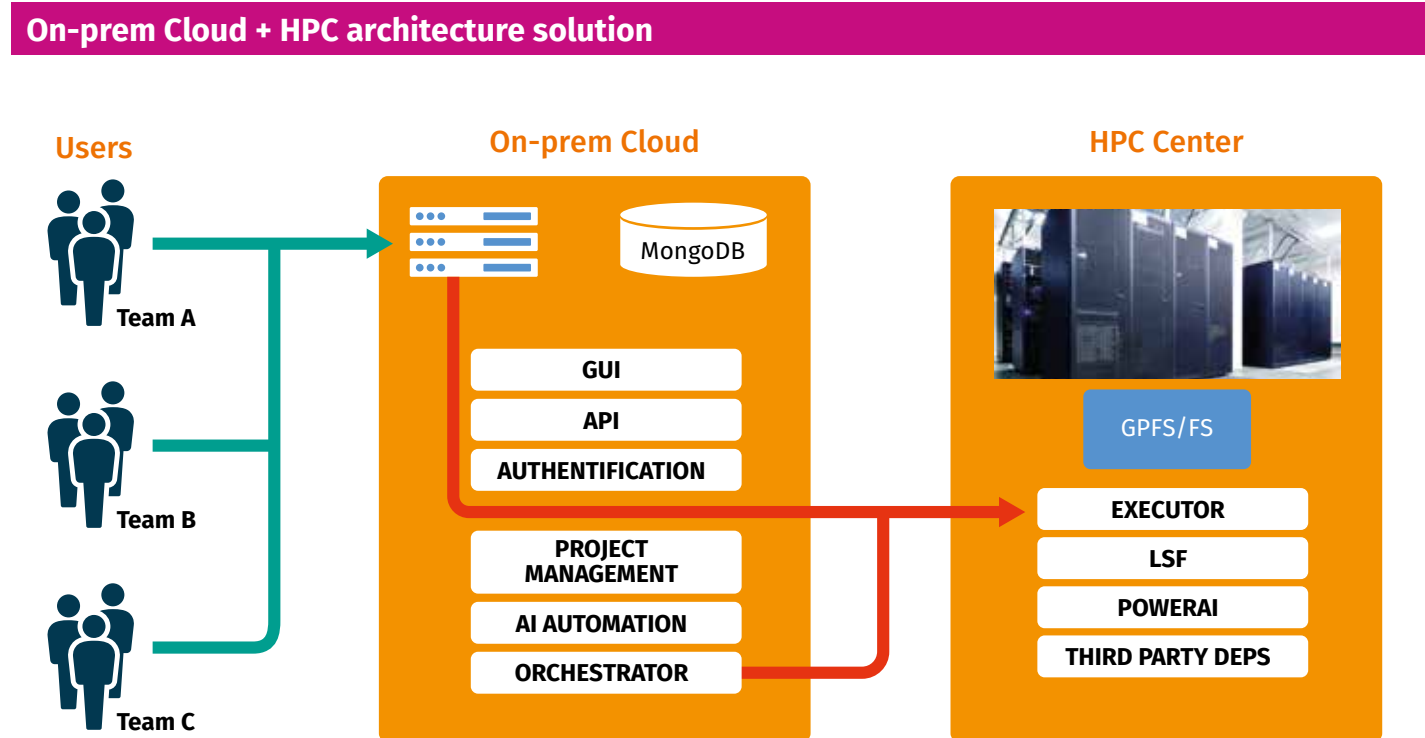 On-prem Cloud + HPC architecture solution
Users
Team A
Team B
Team C
On-prem Cloud
MongoDB
GUI
API
AUTHENTIFICATION
PROJECT
MANAGEMENT
AI AUTOMATION
ORCHESTRATOR
HPC Center
GPFS/FS
EXECUTOR
LSF
POWERAI
THIRD PARTY DEPS